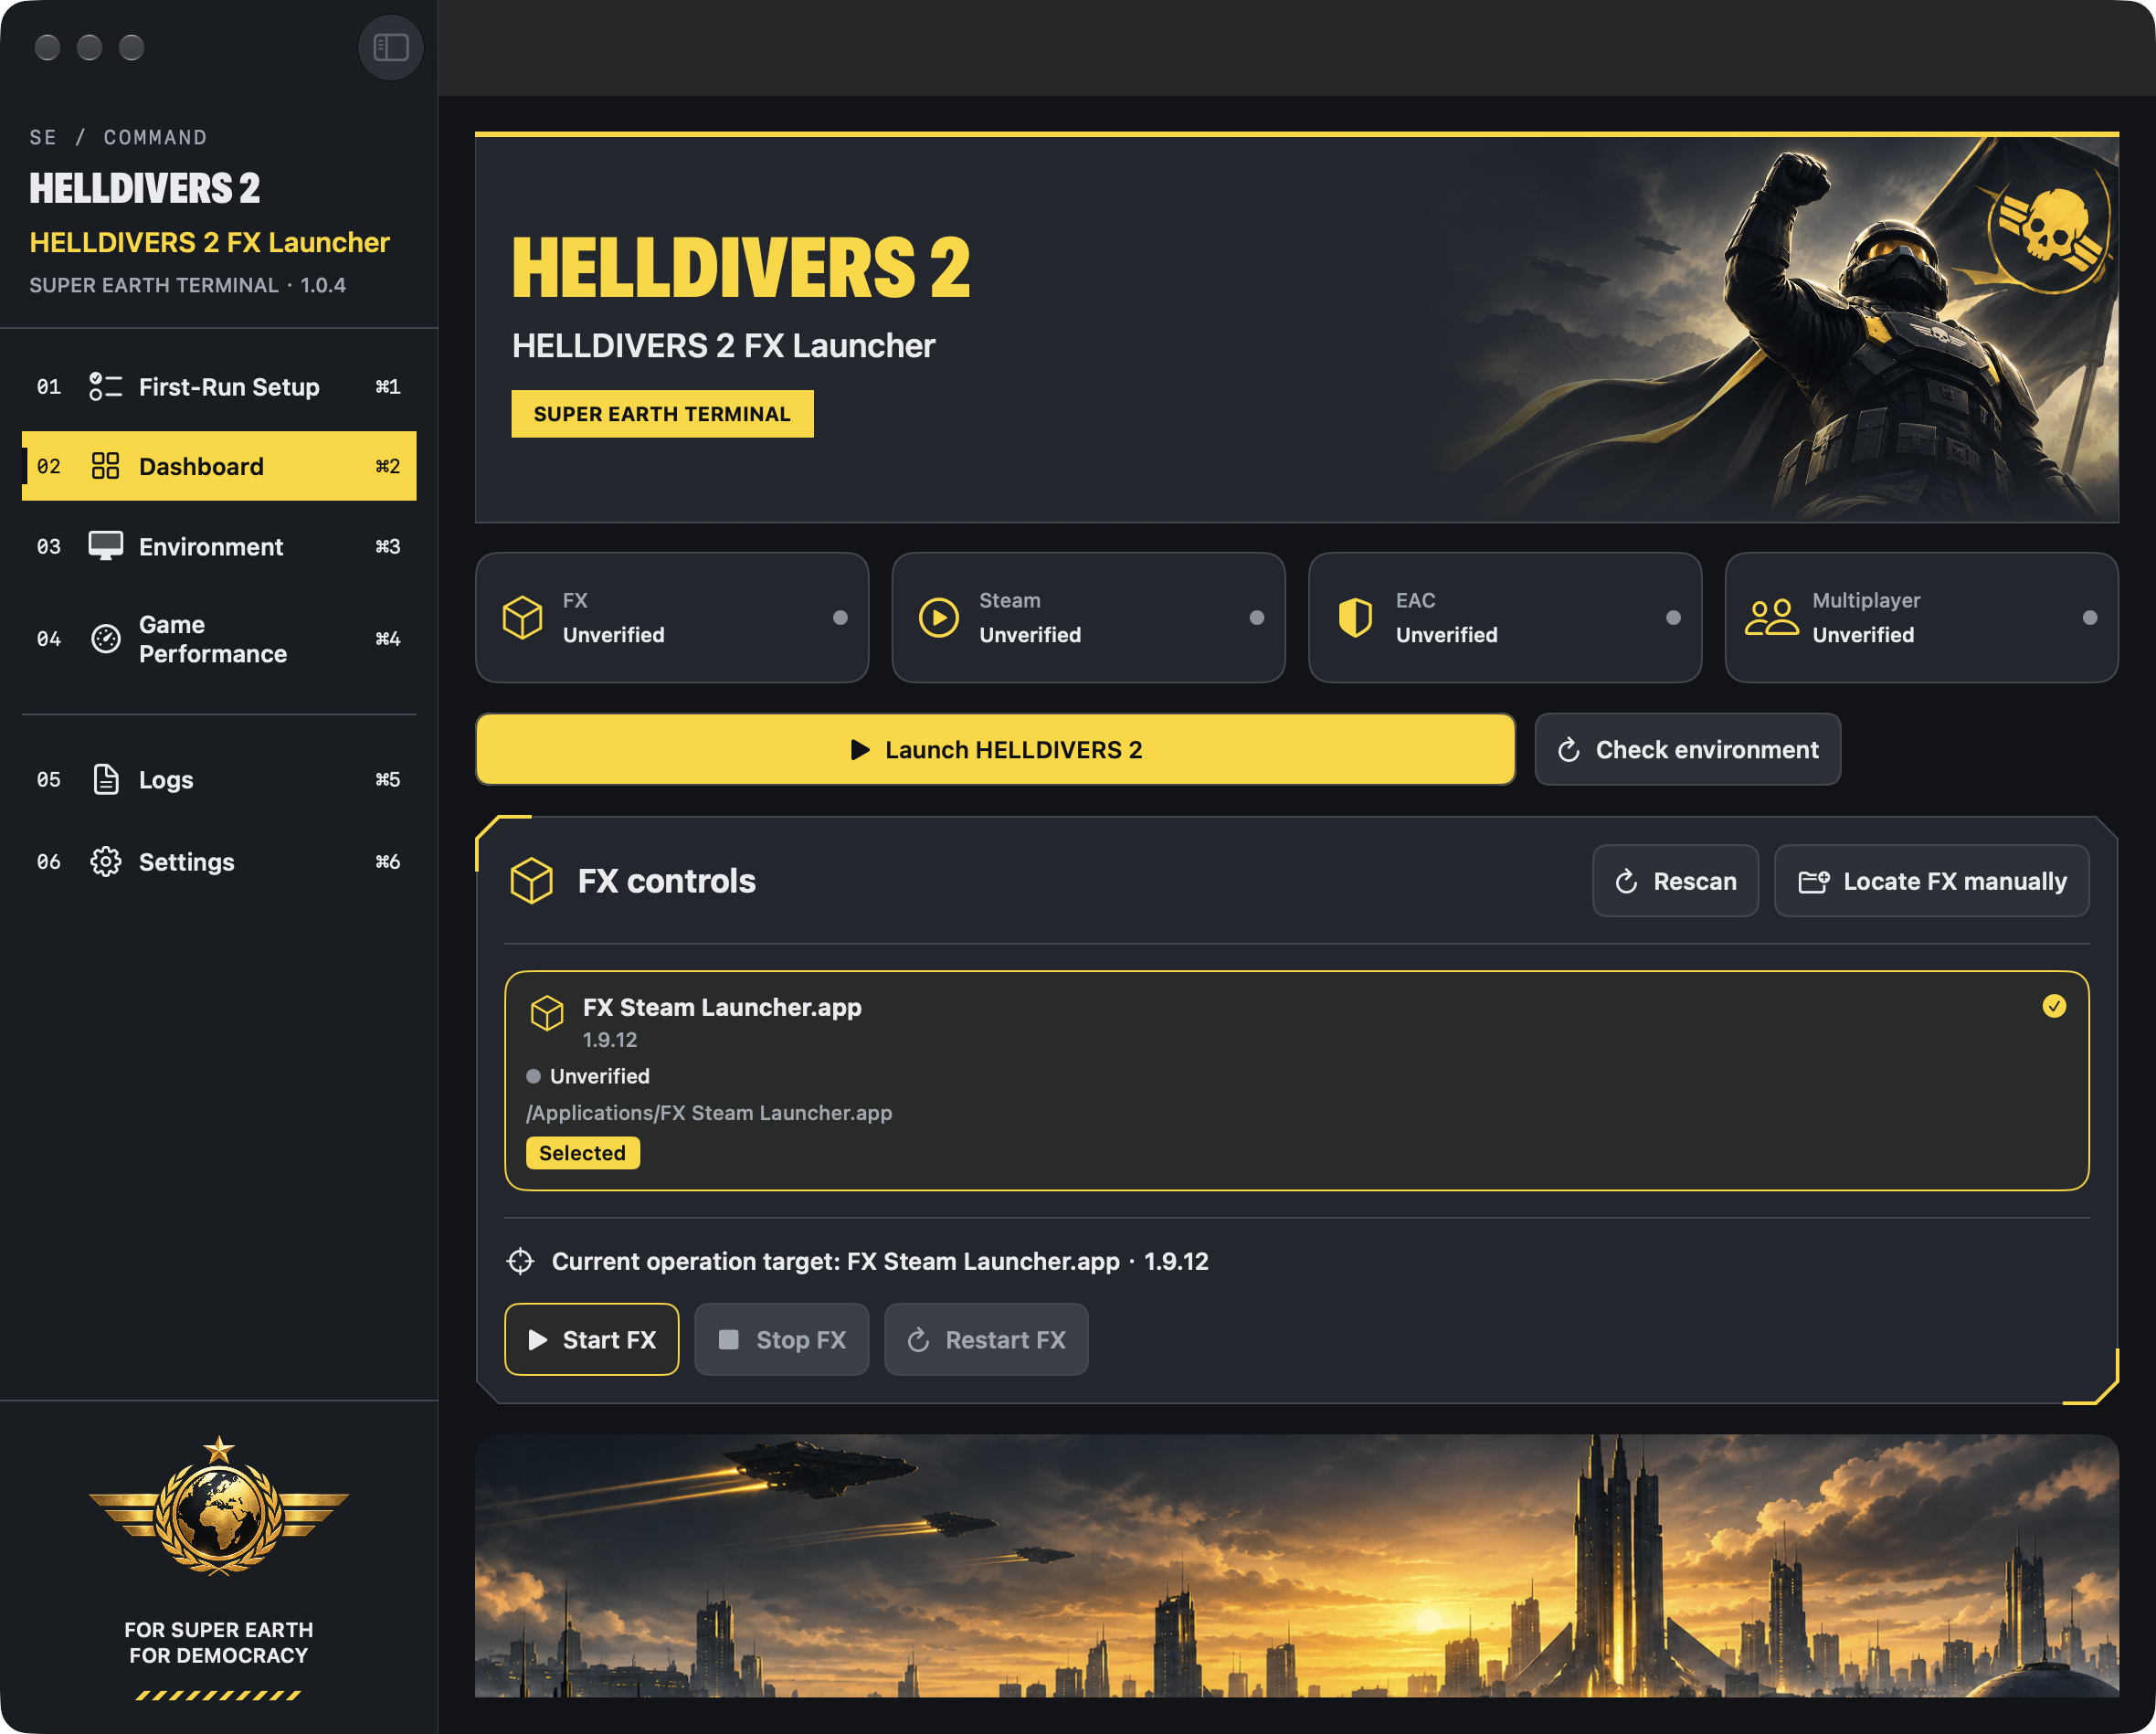 SE / COMMAND
HELLDIVERS 2
HELLDIVERS 2 FX Launcher
SUPER EARTH TERMINAL · 1.0.4
01 First-Run Setup ⌘1
02 Dashboard ⌘2
03 Environment ⌘3
04 Game
Performance ⌘4
05 Logs ⌘5
06 Settings ⌘6
FOR SUPER EARTH
FOR DEMOCRACY
HELLDIVERS 2
HELLDIVERS 2 FX Launcher
SUPER EARTH TERMINAL
FX
Unverified
Steam
Unverified
EAC
Unverified
Multiplayer
Unverified
Launch HELLDIVERS 2
Check environment
FX controls
Rescan
Locate FX manually
FX Steam Launcher.app
1.9.12
Unverified
/Applications/FX Steam Launcher.app
Selected
Current operation target: FX Steam Launcher.app · 1.9.12
Start FX
Stop FX
Restart FX